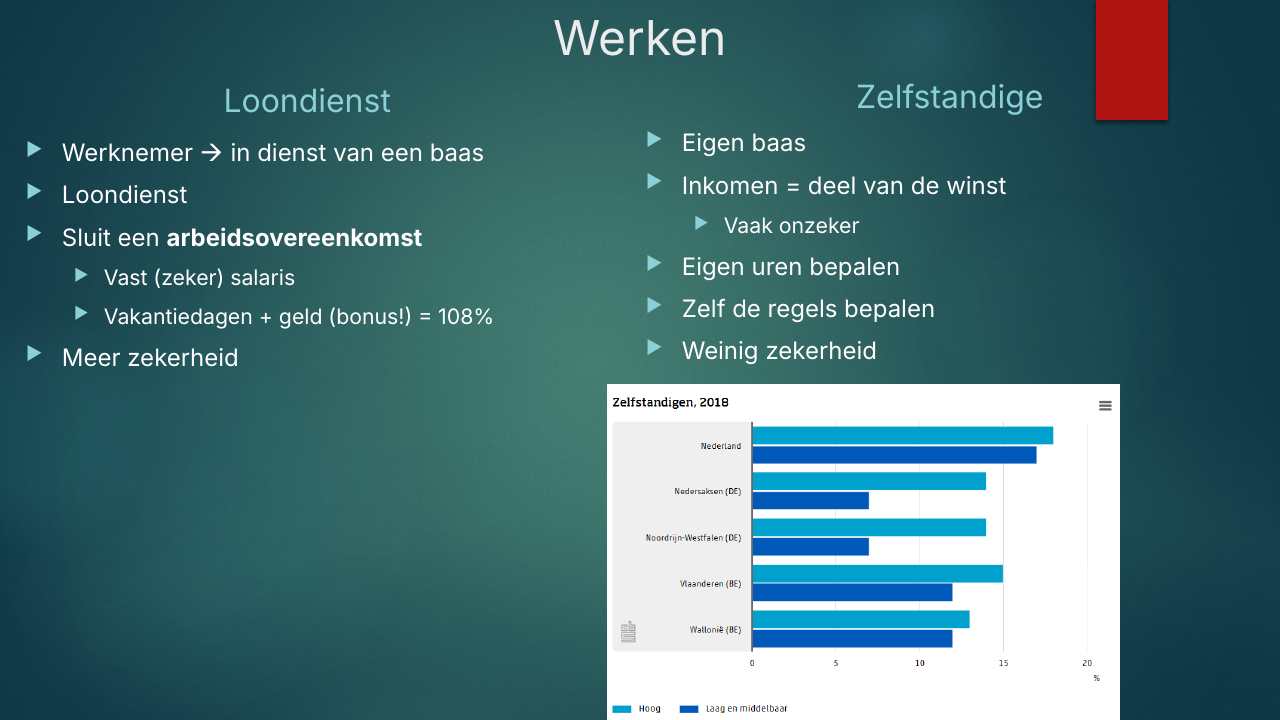 Werken
Loondienst
Werknemer → in dienst van een baas
Loondienst
Sluit een arbeidsovereenkomst
Vast (zeker) salaris
Vakantiedagen + geld (bonus!) = 108%
Meer zekerheid
Zelfstandige
Eigen baas
Inkomen = deel van de winst
Vaak onzeker
Eigen uren bepalen
Zelf de regels bepalen
Weinig zekerheid
Zelfstandigen, 2018
Nederland
Nedersaksen (DE)
Noordrijn-Westfalen (DE)
Vlaanderen (BE)
Wallonië (BE)
0 5 10 15 20
%
Hoog Laag en middelbaar